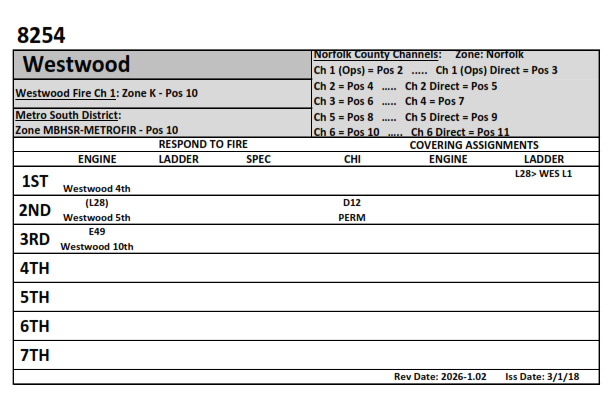 8254
Westwood
Norfolk County Channels: Zone: Norfolk
Ch 1 (Ops) = Pos 2 ..... Ch 1 (Ops) Direct = Pos 3
Westwood Fire Ch 1: Zone K - Pos 10
Ch 2 = Pos 4 ..... Ch 2 Direct = Pos 5
Ch 3 = Pos 6 ..... Ch 4 = Pos 7
Metro South District:
Ch 5 = Pos 8 ..... Ch 5 Direct = Pos 9
Zone MBHSR-METROFIR - Pos 10
Ch 6 = Pos 10 ..... Ch 6 Direct = Pos 11
RESPOND TO FIRE COVERING ASSIGNMENTS
ENGINE LADDER SPEC CHI ENGINE LADDER
1ST L28> WES L1
Westwood 4th
2ND (L28) D12
Westwood 5th PERM
3RD E49
Westwood 10th
4TH
5TH
6TH
7TH
Rev Date: 2026-1.02 Iss Date: 3/1/18